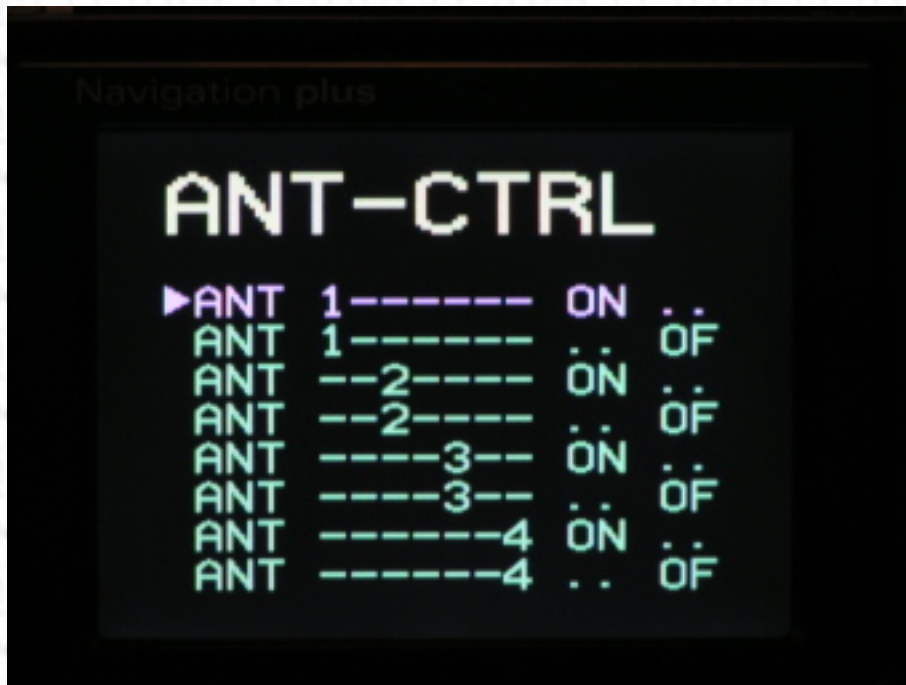 Navigation plus
ANT-CTRL
▶ANT 1------ ON ..
ANT 1------ .. OF
ANT --2---- ON ..
ANT --2---- .. OF
ANT ----3-- ON ..
ANT ----3-- .. OF
ANT ------4 ON ..
ANT ------4 .. OF